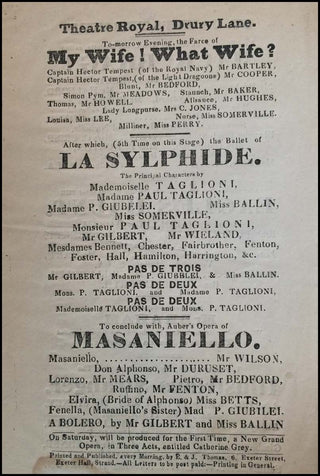 Theatre Royal, Drury Lane.
To-morrow Evening, the Farce of
My Wife! What Wife?
Captain Hector Tempest (of the Royal Navy) Mr BARTLEY,
Captain Hector Tempest, (of the Light Dragoons) Mr COOPER,
Blunt, Mr BEDFORD,
Simon Pym, Mr MEADOWS, Staunch, Mr BAKER,
Thomas, Mr HOWELL. Allsauce, Mr HUGHES,
Lady Longpurse, Mrs C. JONES,
Louisa, Miss LEE, Nurse, Miss SOMERVILLE.
Milliner, Miss PERRY.
After which, (5th Time on this Stage) the Ballet of
LA SYLPHIDE.
The Principal Characters by
Mademoiselle TAGLIONI,
Madame PAUL TAGLIONI,
Madame P. GIUBELEI, Miss BALLIN,
Miss SOMERVILLE,
Monsieur PAUL TAGLIONI,
Mr GILBERT, Mr WIELAND,
Mesdames Bennett, Chester, Fairbrother, Fenton,
Foster, Hall, Hamilton, Harrington, &c.
PAS DE TROIS
Mr GILBERT, Madame P. GIUBILEI, & Miss BALLIN.
PAS DE DEUX
Mons. P. TAGLIONI, and Madame P. TAGLIONI.
PAS DE DEUX
Mademoiselle TAGLIONI, and Mons. P. TAGLIONI.
To conclude with, Auber's Opera of
MASANIELLO.
Masaniello, ...................... Mr WILSON,
Don Alphonso, Mr DURUSET,
Lorenzo, Mr MEARS, Pietro, Mr BEDFORD,
Ruffino, Mr FENTON,
Elvira, (Bride of Alphonso) Miss BETTS,
Fenella, (Masaniello's Sister) Mad P. GIUBILEI.
A BOLERO, by Mr GILBERT and Miss BALLIN
On Saturday, will be produced for the First Time, a New Grand
Opera, in Three Acts, entitled Catherine Grey.
Printed and Published, every Morning, by E. & J. Thomas, 6, Exeter Street,
Exeter Hall, Strand.—All Letters to be post paid:—Printing in General.